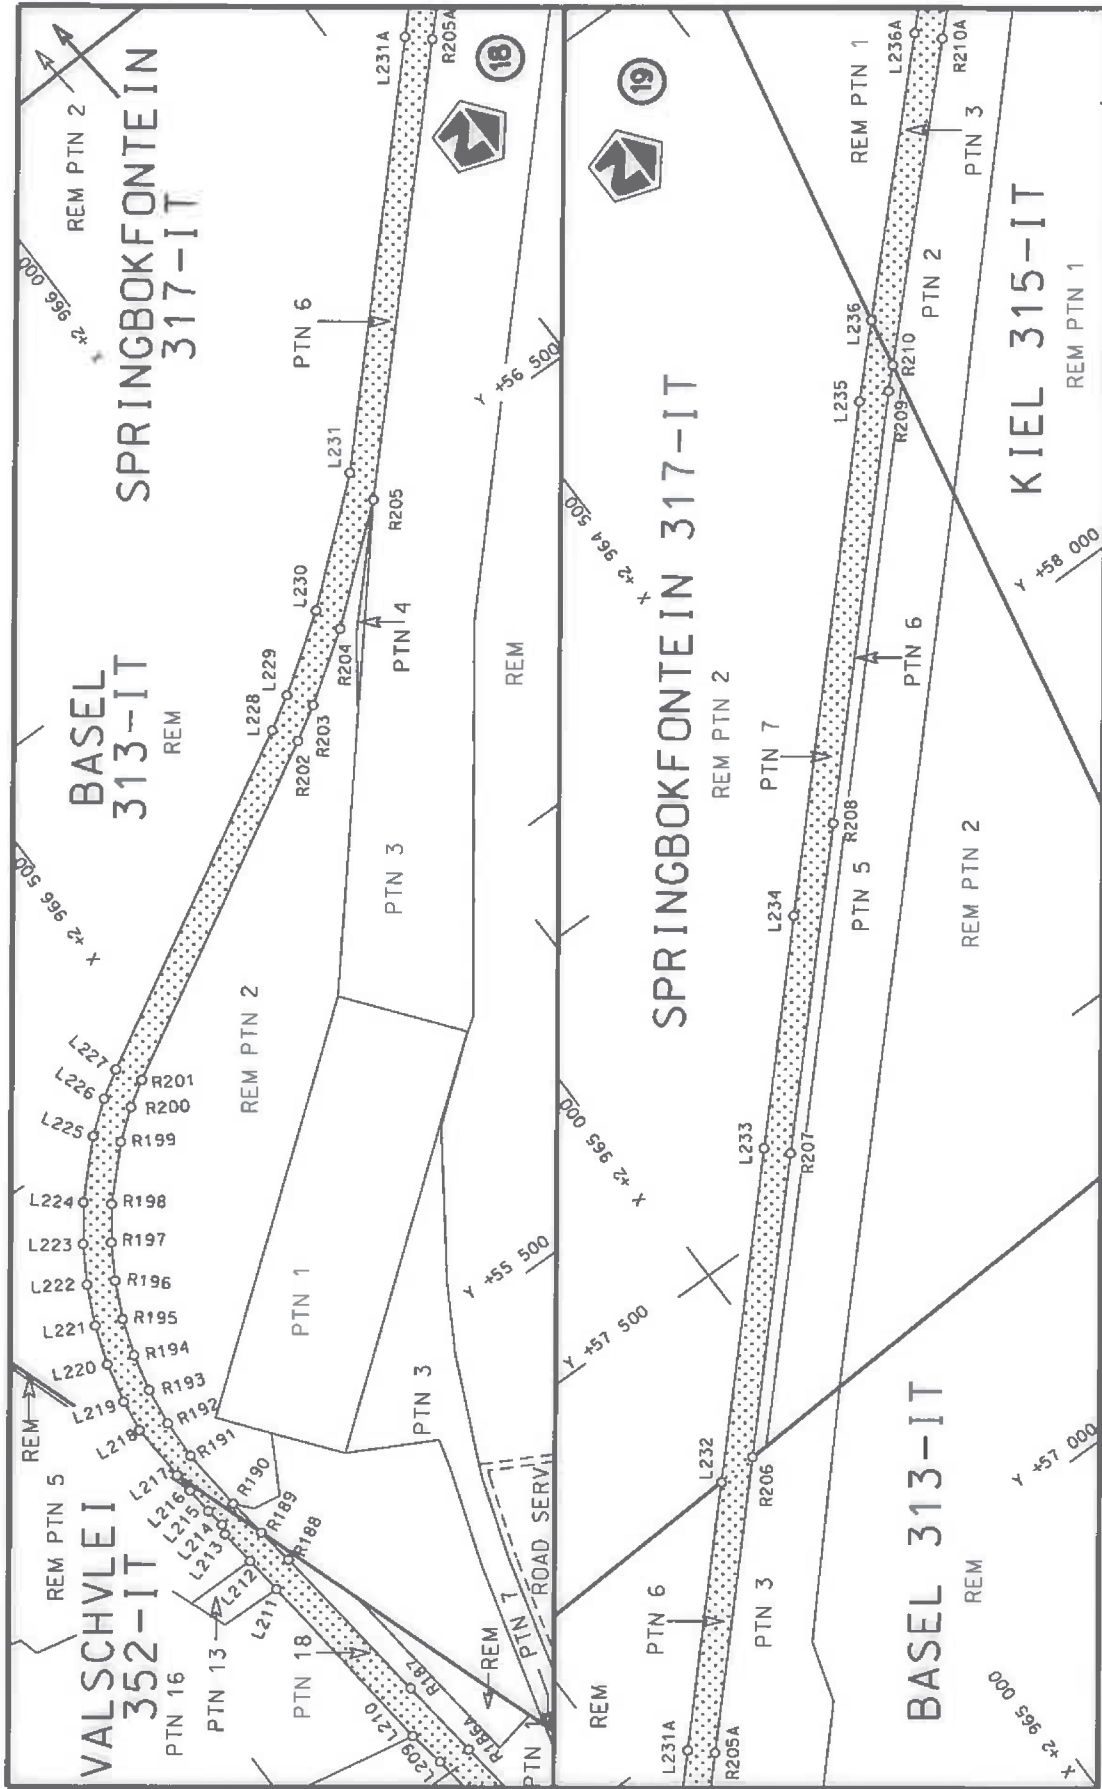 VALSCHVLEI
352-IT
REM PTN 5
REM
PTN 16
PTN 13
PTN 18
BASEL
313-IT
REM
SPRINGBOKFONTEIN
317-IT
REM PTN 2
X +2 966 500
X +2 966 000
L209
L210
L211
L212
L213
L214
L215
L216
L217
L218
L219
L220
L221
L222
L223
L224
L225
L226
L227
L228
L229
L230
L231
L231A
R186A
R187
R188
R189
R190
R191
R192
R193
R194
R195
R196
R197
R198
R199
R200
R201
R202
R203
R204
R205
R205A
REM PTN 2
PTN 1
PTN 3
PTN 3
PTN 4
PTN 6
REM
REM
PTN
ROAD SERV
Y +55 500
Y +56 500
N
18
REM
PTN 6
PTN 3
BASEL 313-IT
REM
X +2 965 000
Y +57 000
Y +57 500
X +2 965 000
X +2 964 500
Y +58 000
SPRINGBOKFONTEIN 317-IT
REM PTN 2
PTN 7
PTN 5
PTN 6
REM PTN 2
KIEL 315-IT
REM PTN 1
REM PTN 1
PTN 2
PTN 3
L231A
L232
L233
L234
L235
L236
L236A
R205A
R206
R207
R208
R209
R210
R210A
N
19